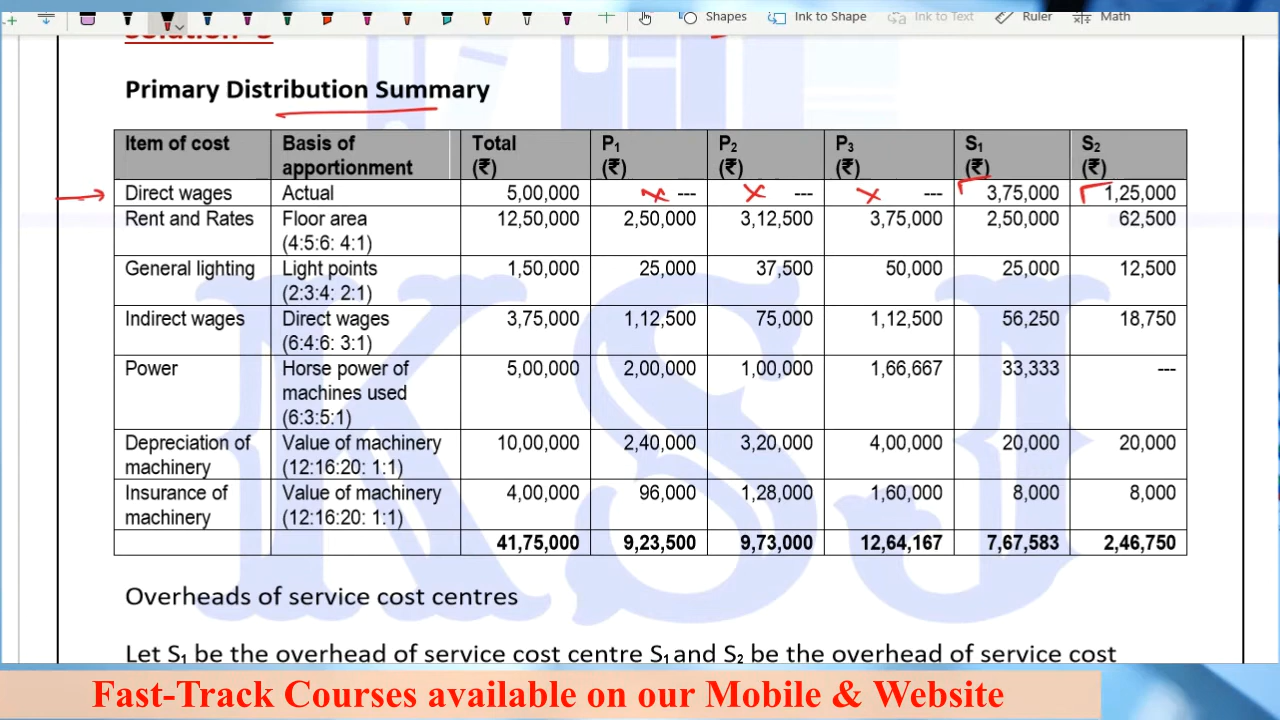 Shapes Ink to Shape Ink to Text Ruler Math
Solution-3
Primary Distribution Summary
Item of cost Basis of apportionment Total (₹) P₁ (₹) P₂ (₹) P₃ (₹) S₁ (₹) S₂ (₹)
Direct wages Actual 5,00,000 --- --- --- 3,75,000 1,25,000
Rent and Rates Floor area (4:5:6: 4:1) 12,50,000 2,50,000 3,12,500 3,75,000 2,50,000 62,500
General lighting Light points (2:3:4: 2:1) 1,50,000 25,000 37,500 50,000 25,000 12,500
Indirect wages Direct wages (6:4:6: 3:1) 3,75,000 1,12,500 75,000 1,12,500 56,250 18,750
Power Horse power of machines used (6:3:5:1) 5,00,000 2,00,000 1,00,000 1,66,667 33,333 ---
Depreciation of machinery Value of machinery (12:16:20: 1:1) 10,00,000 2,40,000 3,20,000 4,00,000 20,000 20,000
Insurance of machinery Value of machinery (12:16:20: 1:1) 4,00,000 96,000 1,28,000 1,60,000 8,000 8,000
41,75,000 9,23,500 9,73,000 12,64,167 7,67,583 2,46,750
Overheads of service cost centres
Let S₁ be the overhead of service cost centre S₁ and S₂ be the overhead of service cost
KSJ
Fast-Track Courses available on our Mobile & Website